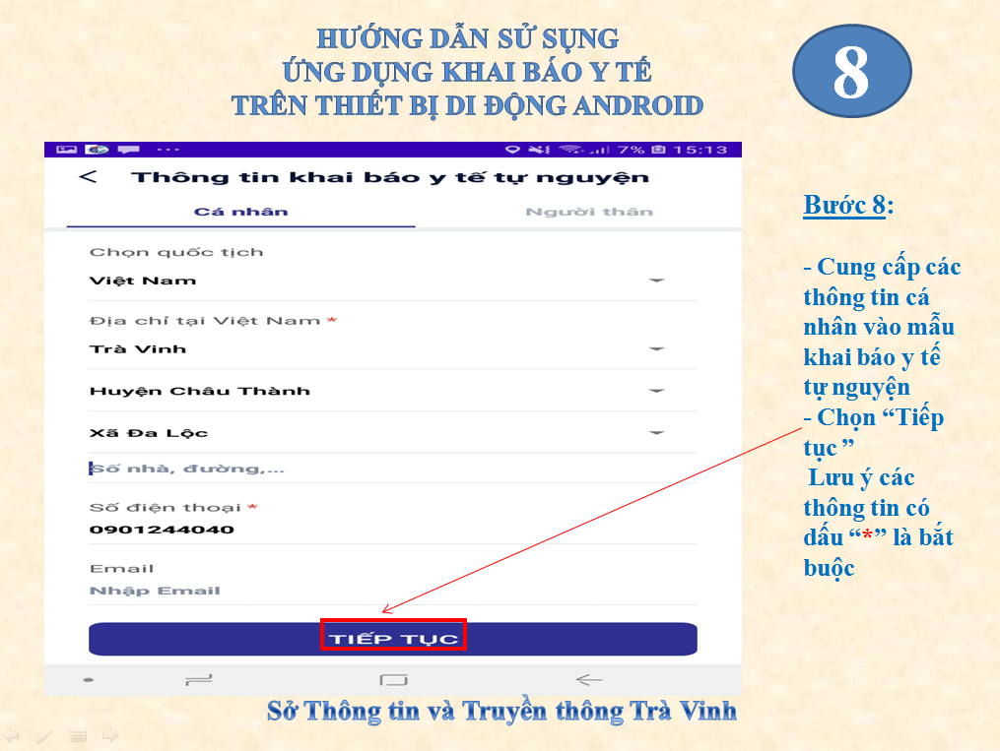 HƯỚNG DẪN SỬ SỤNG
ỨNG DỤNG KHAI BÁO Y TẾ
TRÊN THIẾT BỊ DI ĐỘNG ANDROID
8
7% 15:13
< Thông tin khai báo y tế tự nguyện
Cá nhân Người thân
Chọn quốc tịch
Việt Nam
Địa chỉ tại Việt Nam *
Trà Vinh
Huyện Châu Thành
Xã Đa Lộc
Số nhà, đường,...
Số điện thoại *
0901244040
Email
Nhập Email
TIẾP TỤC
Bước 8:
- Cung cấp các
thông tin cá
nhân vào mẫu
khai báo y tế
tự nguyện
- Chọn “Tiếp
tục ”
Lưu ý các
thông tin có
dấu “*” là bắt
buộc
Sở Thông tin và Truyền thông Trà Vinh